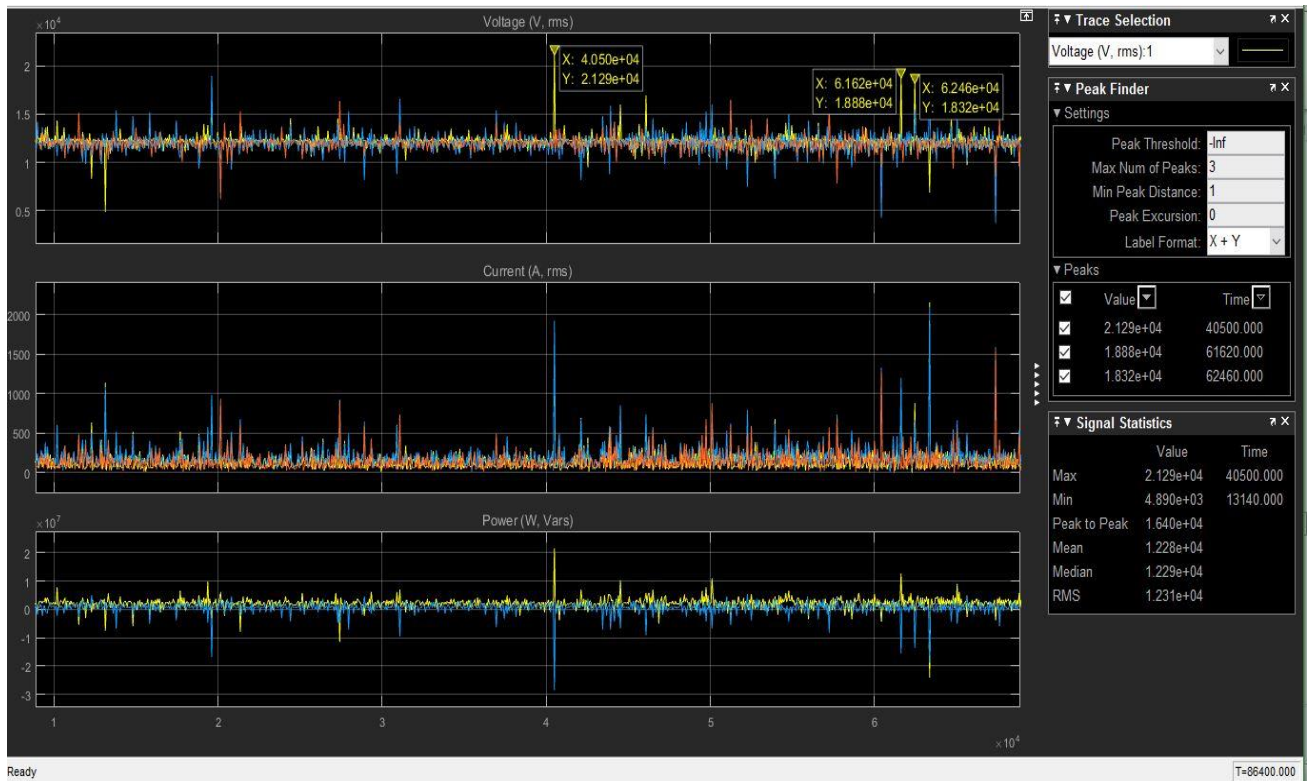 Voltage (V, rms)
×10⁴
2
1.5
1
0.5
X: 4.050e+04
Y: 2.129e+04
X: 6.162e+04
Y: 1.888e+04
X: 6.246e+04
Y: 1.832e+04
Current (A, rms)
2000
1500
1000
500
0
Power (W, Vars)
×10⁷
2
1
0
-1
-2
-3
1 2 3 4 5 6
×10⁴
Trace Selection
Voltage (V, rms):1
Peak Finder
Settings
Peak Threshold: -Inf
Max Num of Peaks: 3
Min Peak Distance: 1
Peak Excursion: 0
Label Format: X + Y
Peaks
Value Time
2.129e+04 40500.000
1.888e+04 61620.000
1.832e+04 62460.000
Signal Statistics
Value Time
Max 2.129e+04 40500.000
Min 4.890e+03 13140.000
Peak to Peak 1.640e+04
Mean 1.228e+04
Median 1.229e+04
RMS 1.231e+04
Ready
T=86400.000